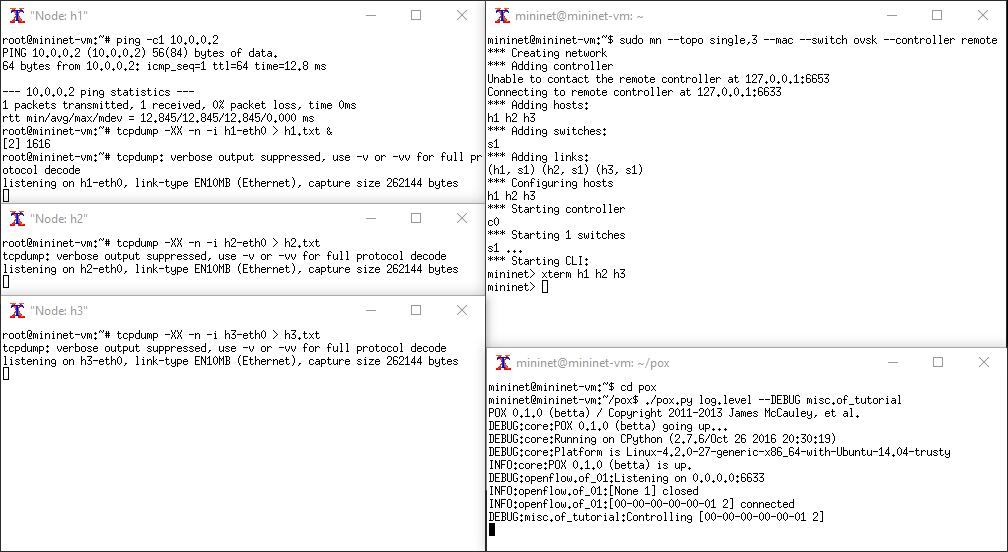 "Node: h1"
root@mininet-vm:~# ping -c1 10.0.0.2
PING 10.0.0.2 (10.0.0.2) 56(84) bytes of data.
64 bytes from 10.0.0.2: icmp_seq=1 ttl=64 time=12.8 ms
--- 10.0.0.2 ping statistics ---
1 packets transmitted, 1 received, 0% packet loss, time 0ms
rtt min/avg/max/mdev = 12.845/12.845/12.845/0.000 ms
root@mininet-vm:~# tcpdump -XX -n -i h1-eth0 > h1.txt &
[2] 1616
root@mininet-vm:~# tcpdump: verbose output suppressed, use -v or -vv for full pr
otocol decode
listening on h1-eth0, link-type EN10MB (Ethernet), capture size 262144 bytes
"Node: h2"
root@mininet-vm:~# tcpdump -XX -n -i h2-eth0 > h2.txt
tcpdump: verbose output suppressed, use -v or -vv for full protocol decode
listening on h2-eth0, link-type EN10MB (Ethernet), capture size 262144 bytes
"Node: h3"
root@mininet-vm:~# tcpdump -XX -n -i h3-eth0 > h3.txt
tcpdump: verbose output suppressed, use -v or -vv for full protocol decode
listening on h3-eth0, link-type EN10MB (Ethernet), capture size 262144 bytes
mininet@mininet-vm: ~
mininet@mininet-vm:~$ sudo mn --topo single,3 --mac --switch ovsk --controller remote
*** Creating network
*** Adding controller
Unable to contact the remote controller at 127.0.0.1:6653
Connecting to remote controller at 127.0.0.1:6633
*** Adding hosts:
h1 h2 h3
*** Adding switches:
s1
*** Adding links:
(h1, s1) (h2, s1) (h3, s1)
*** Configuring hosts
h1 h2 h3
*** Starting controller
c0
*** Starting 1 switches
s1 ...
*** Starting CLI:
mininet> xterm h1 h2 h3
mininet>
mininet@mininet-vm: ~/pox
mininet@mininet-vm:~$ cd pox
mininet@mininet-vm:~/pox$ ./pox.py log.level --DEBUG misc.of_tutorial
POX 0.1.0 (betta) / Copyright 2011-2013 James McCauley, et al.
DEBUG:core:POX 0.1.0 (betta) going up...
DEBUG:core:Running on CPython (2.7.6/Oct 26 2016 20:30:19)
DEBUG:core:Platform is Linux-4.2.0-27-generic-x86_64-with-Ubuntu-14.04-trusty
INFO:core:POX 0.1.0 (betta) is up.
DEBUG:openflow.of_01:Listening on 0.0.0.0:6633
INFO:openflow.of_01:[None 1] closed
INFO:openflow.of_01:[00-00-00-00-00-01 2] connected
DEBUG:misc.of_tutorial:Controlling [00-00-00-00-00-01 2]